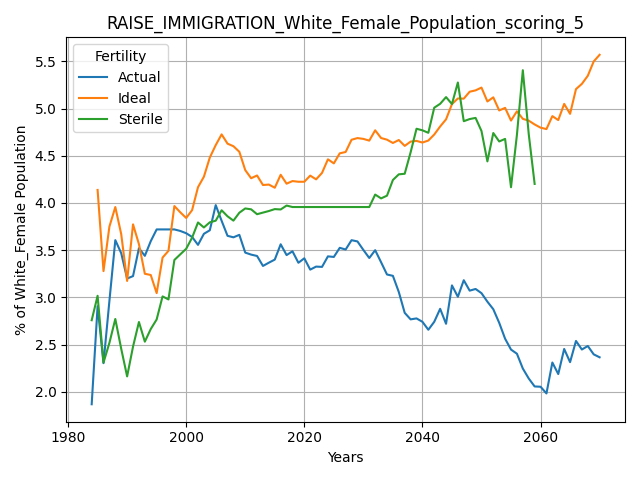 RAISE_IMMIGRATION_White_Female_Population_scoring_5
Fertility
Actual
Ideal
Sterile
% of White_Female Population
5.5
5.0
4.5
4.0
3.5
3.0
2.5
2.0
1980
2000
2020
2040
2060
Years